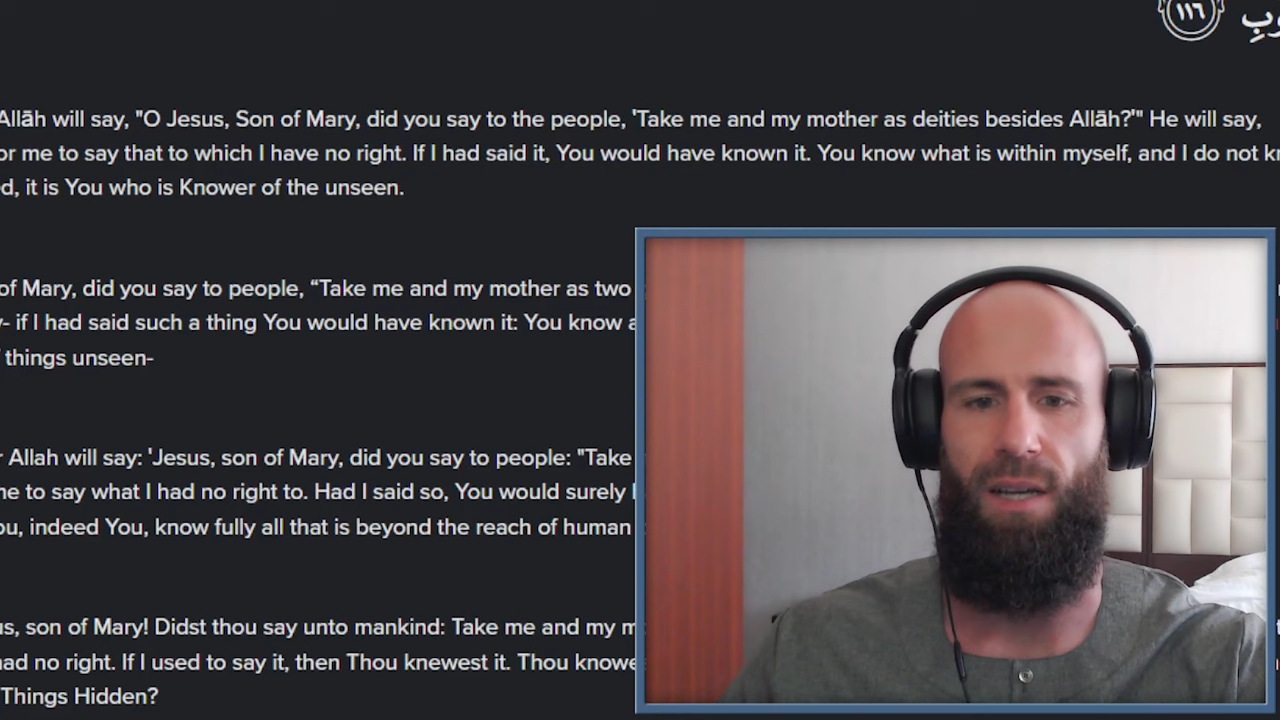 ١١٦
Allāh will say, "O Jesus, Son of Mary, did you say to the people, 'Take me and my mother as deities besides Allāh?'" He will say,
or me to say that to which I have no right. If I had said it, You would have known it. You know what is within myself, and I do not
d, it is You who is Knower of the unseen.
of Mary, did you say to people, “Take me and my mother as two
- if I had said such a thing You would have known it: You know
things unseen-
Allah will say: 'Jesus, son of Mary, did you say to people: "Take
me to say what I had no right to. Had I said so, You would surely
ou, indeed You, know fully all that is beyond the reach of human
us, son of Mary! Didst thou say unto mankind: Take me and my
had no right. If I used to say it, then Thou knewest it. Thou
Things Hidden?